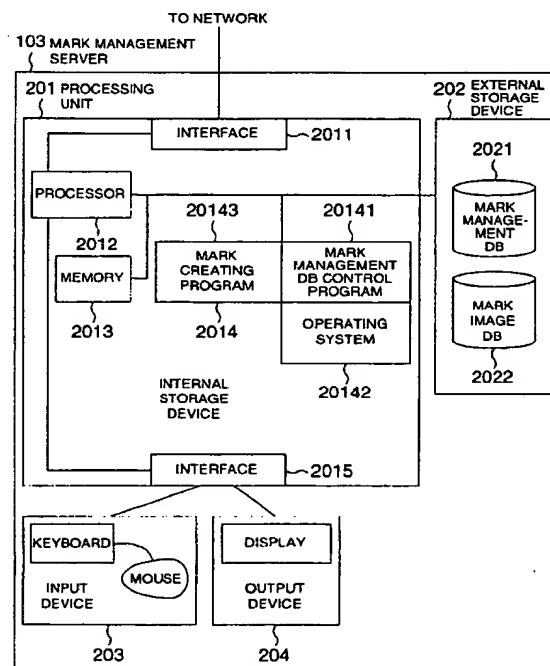 TO NETWORK
103 MARK MANAGEMENT
SERVER
201 PROCESSING
UNIT
202 EXTERNAL
STORAGE
DEVICE
INTERFACE
2011
2021
PROCESSOR
2012
20143
20141
MARK
MANAGE-
MENT DB
MEMORY
2013
MARK
CREATING
PROGRAM
2014
MARK
MANAGEMENT
DB CONTROL
PROGRAM
MARK
IMAGE
DB
2022
OPERATING
SYSTEM
20142
INTERNAL
STORAGE
DEVICE
INTERFACE
2015
KEYBOARD
MOUSE
INPUT
DEVICE
203
DISPLAY
OUTPUT
DEVICE
204